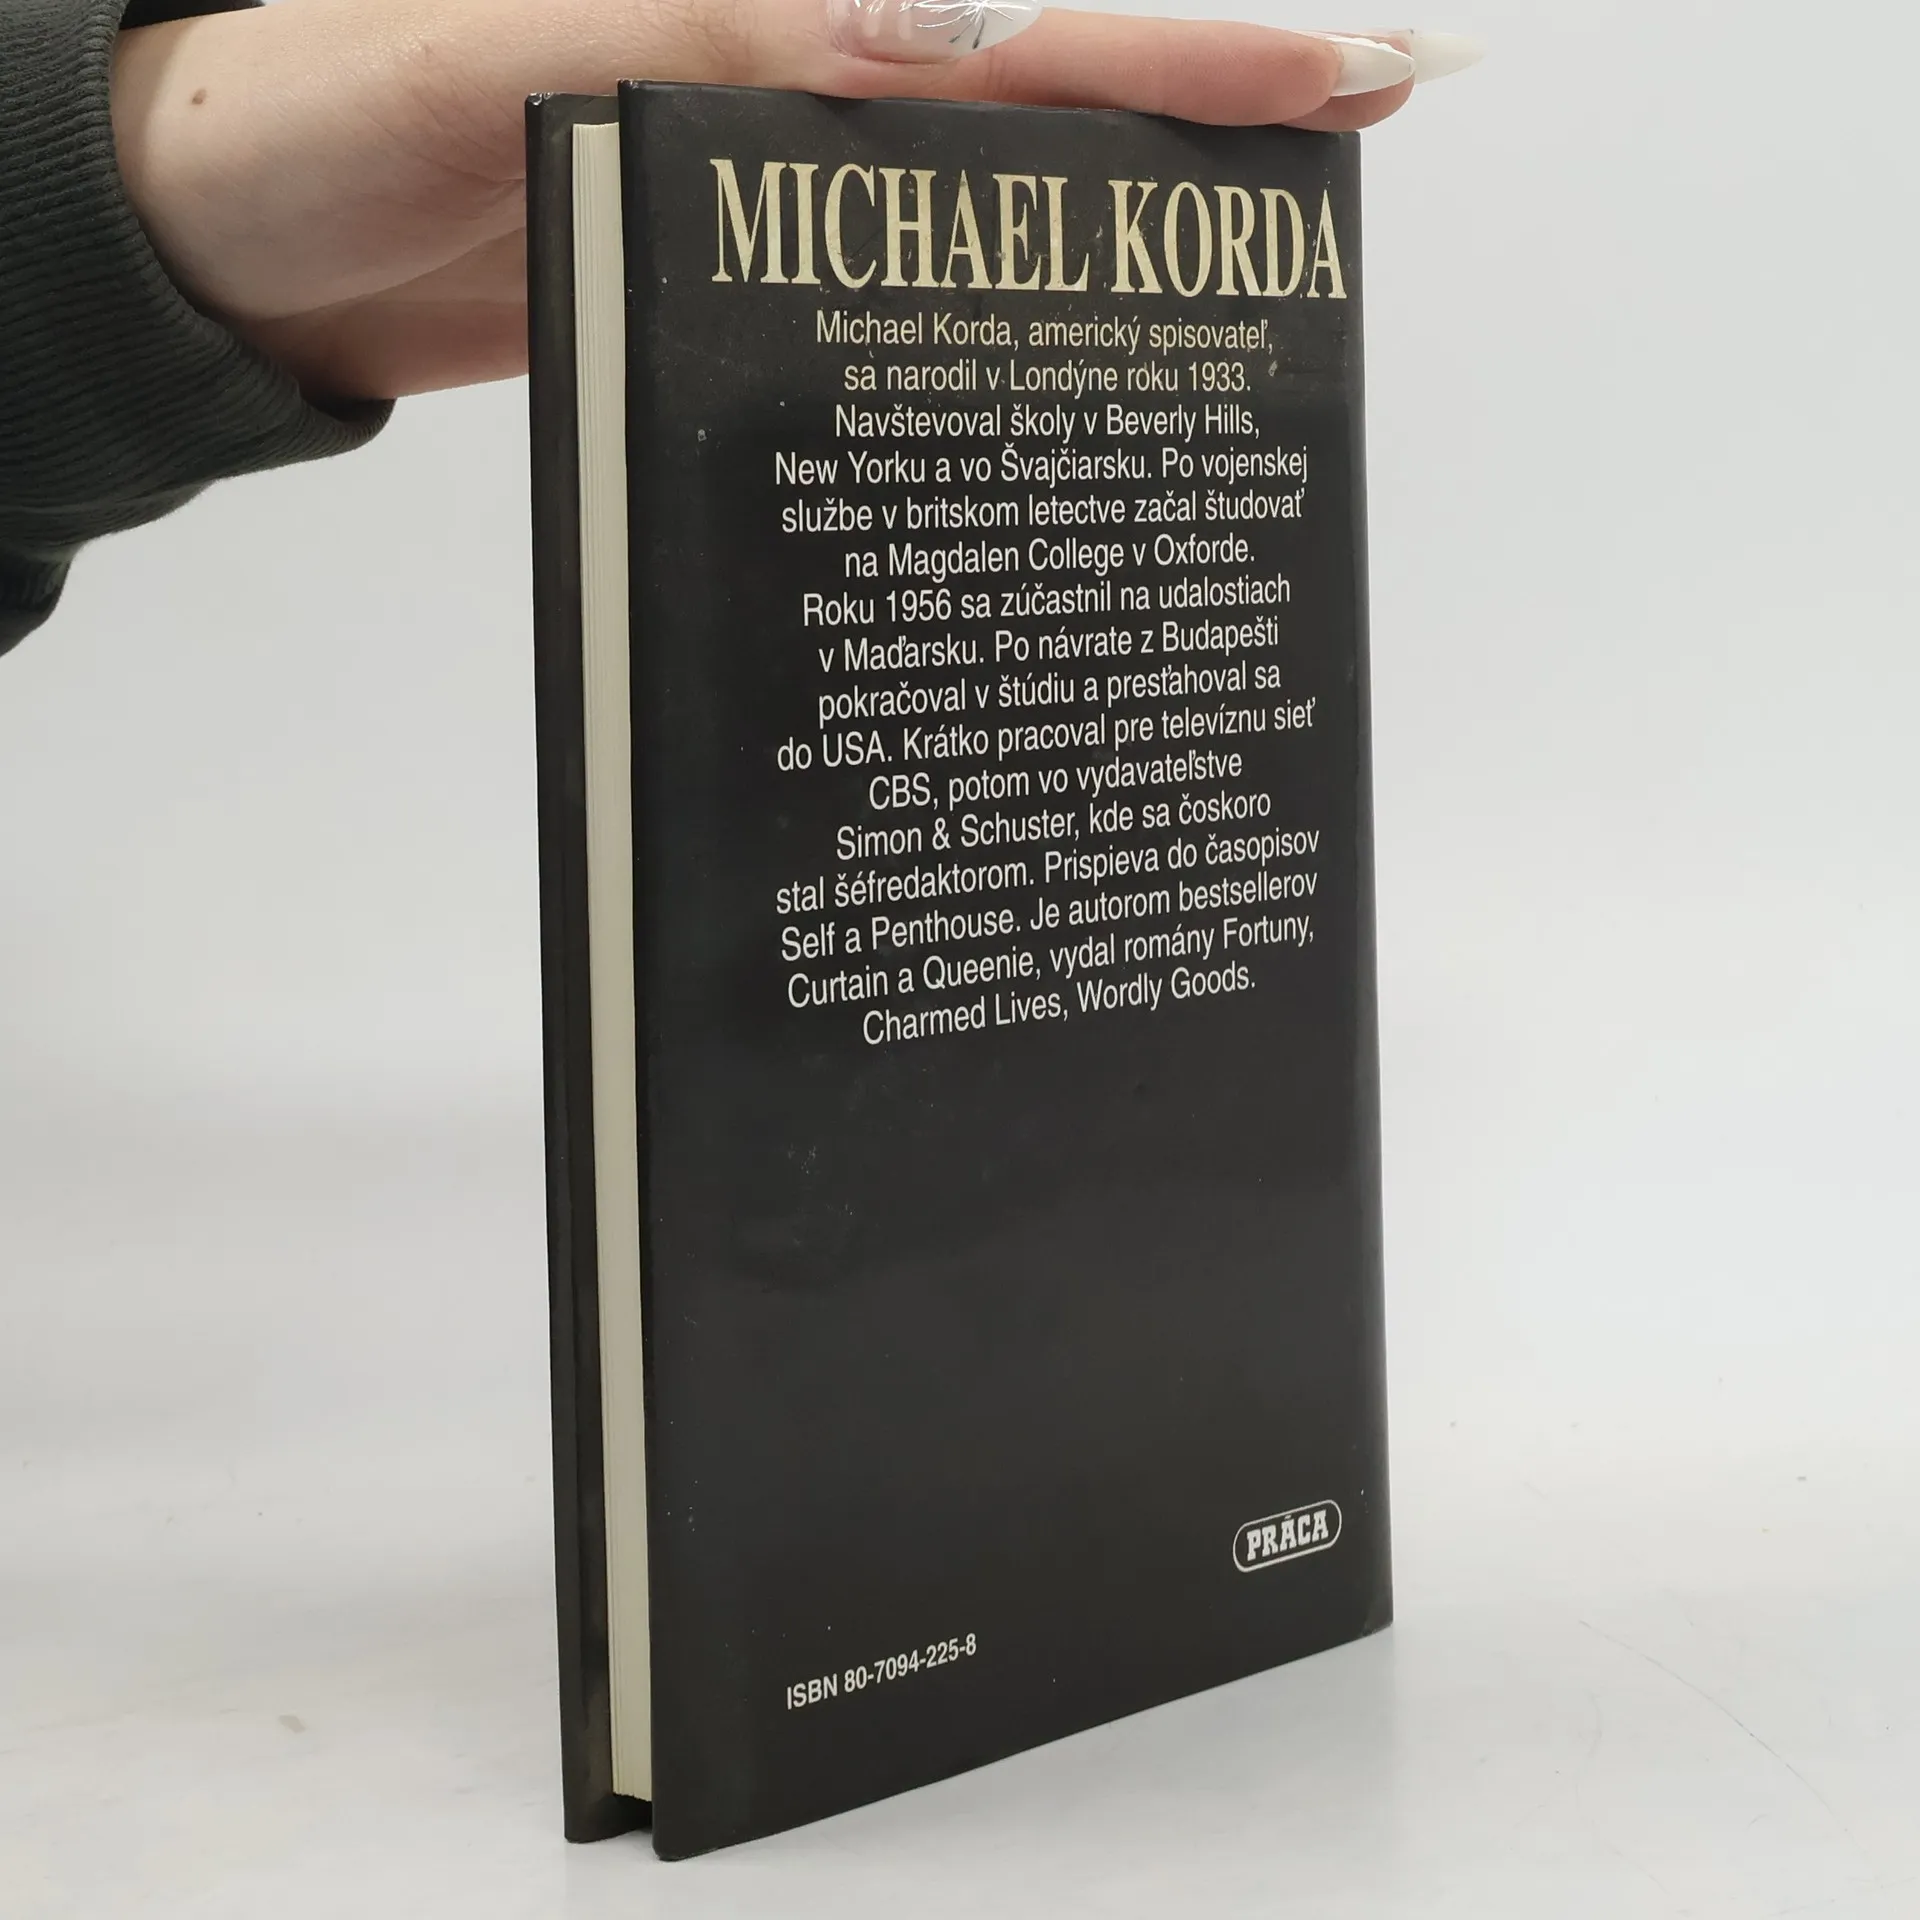 MICHAEL KORDA
Michael Korda, americký spisovateľ,
sa narodil v Londýne roku 1933.
Navštevoval školy v Beverly Hills,
New Yorku a vo Švajčiarsku. Po vojenskej
službe v britskom letectve začal študovať
na Magdalen College v Oxforde.
Roku 1956 sa zúčastnil na udalostiach
v Maďarsku. Po návrate z Budapešti
pokračoval v štúdiu a presťahoval sa
do USA. Krátko pracoval pre televíznu sieť
CBS, potom vo vydavateľstve
Simon & Schuster, kde sa čoskoro
stal šéfredaktorom. Prispieva do časopisov
Self a Penthouse. Je autorom bestsellerov
Curtain a Queenie, vydal romány Fortuny,
Charmed Lives, Wordly Goods.
PRÁCA
ISBN 80-7094-225-8